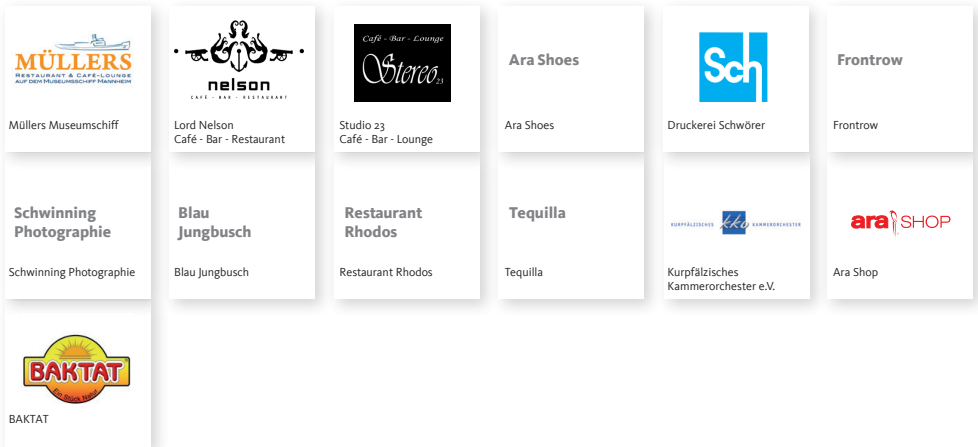 MÜLLERS
RESTAURANT & CAFÉ-LOUNGE
AUF DEM MUSEUMSSCHIFF MANNHEIM
Müllers Museumschiff
nelson
CAFÉ - BAR - RESTAURANT
Lord Nelson
Café - Bar - Restaurant
Café - Bar - Lounge
Stereo 23
Studio 23
Café - Bar - Lounge
Ara Shoes
Ara Shoes
Sch
Druckerei Schwörer
Frontrow
Frontrow
Schwinning
Photographie
Schwinning Photographie
Blau
Jungbusch
Blau Jungbusch
Restaurant
Rhodos
Restaurant Rhodos
Tequilla
Tequilla
KURPFÄLZISCHES kko KAMMERORCHESTER
Kurpfälzisches
Kammerorchester e.V.
ara SHOP
Ara Shop
BAKTAT
Ein Stück Natur
BAKTAT